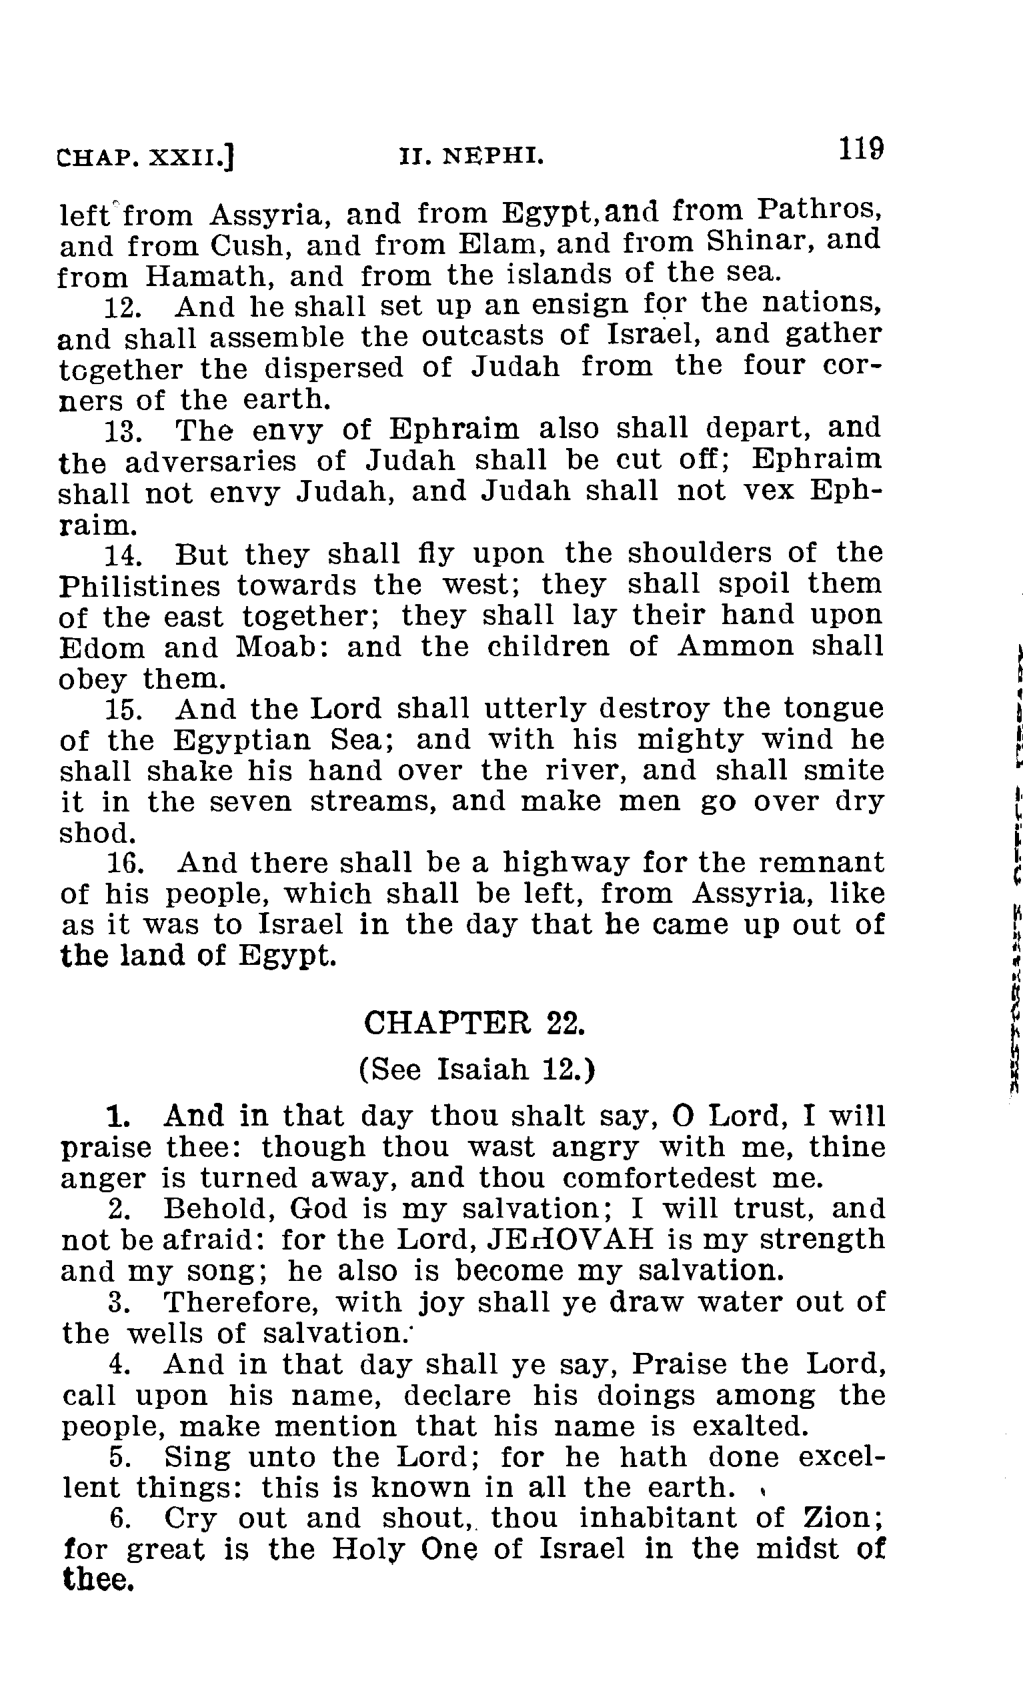 CHAP. XXII.] II. NEPHI. 119
left from Assyria, and from Egypt, and from Pathros,
and from Cush, and from Elam, and from Shinar, and
from Hamath, and from the islands of the sea.
12. And he shall set up an ensign for the nations,
and shall assemble the outcasts of Israel, and gather
together the dispersed of Judah from the four cor-
ners of the earth.
13. The envy of Ephraim also shall depart, and
the adversaries of Judah shall be cut off; Ephraim
shall not envy Judah, and Judah shall not vex Eph-
raim.
14. But they shall fly upon the shoulders of the
Philistines towards the west; they shall spoil them
of the east together; they shall lay their hand upon
Edom and Moab: and the children of Ammon shall
obey them.
15. And the Lord shall utterly destroy the tongue
of the Egyptian Sea; and with his mighty wind he
shall shake his hand over the river, and shall smite
it in the seven streams, and make men go over dry
shod.
16. And there shall be a highway for the remnant
of his people, which shall be left, from Assyria, like
as it was to Israel in the day that he came up out of
the land of Egypt.
CHAPTER 22.
(See Isaiah 12.)
1. And in that day thou shalt say, O Lord, I will
praise thee: though thou wast angry with me, thine
anger is turned away, and thou comfortedest me.
2. Behold, God is my salvation; I will trust, and
not be afraid: for the Lord, JEHOVAH is my strength
and my song; he also is become my salvation.
3. Therefore, with joy shall ye draw water out of
the wells of salvation.
4. And in that day shall ye say, Praise the Lord,
call upon his name, declare his doings among the
people, make mention that his name is exalted.
5. Sing unto the Lord; for he hath done excel-
lent things: this is known in all the earth.
6. Cry out and shout, thou inhabitant of Zion;
for great is the Holy One of Israel in the midst of
thee.